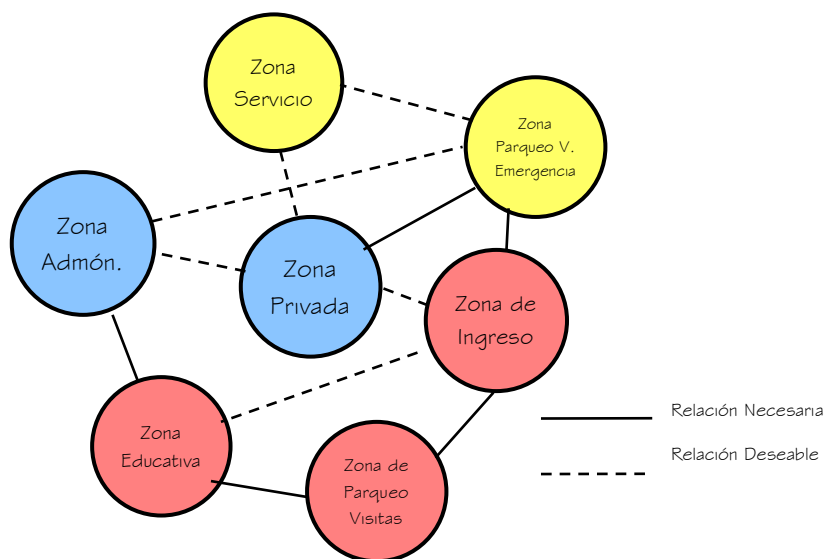 Zona
Servicio
Zona
Parqueo V.
Emergencia
Zona
Admón.
Zona
Privada
Zona de
Ingreso
Zona
Educativa
Zona de
Parqueo
Visitas
Relación Necesaria
Relación Deseable